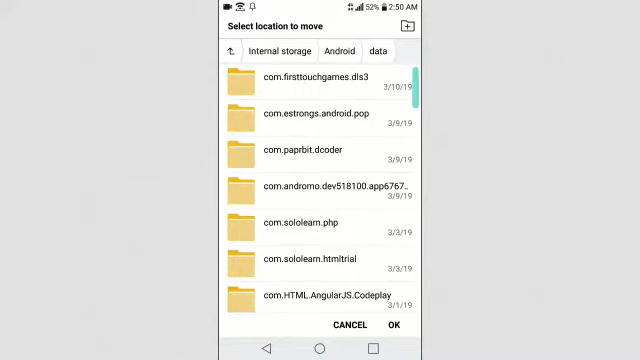 52% 2:50 AM
Select location to move
Internal storage Android data
com.firsttouchgames.dls3
3/10/19
com.estrongs.android.pop
3/9/19
com.paprbit.dcoder
3/9/19
com.andromo.dev518100.app6767..
3/9/19
com.sololearn.php
3/3/19
com.sololearn.htmltrial
3/3/19
com.HTML.AngularJS.Codeplay
3/1/19
CANCEL OK